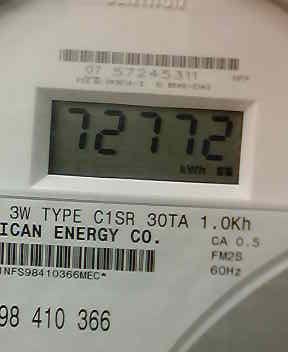 07 57245311
72772
kWh
3W TYPE C1SR 30TA 1.0Kh
ICAN ENERGY CO.
CA 0.5
FM2S
60Hz
INFS98410366MEC*
98 410 366